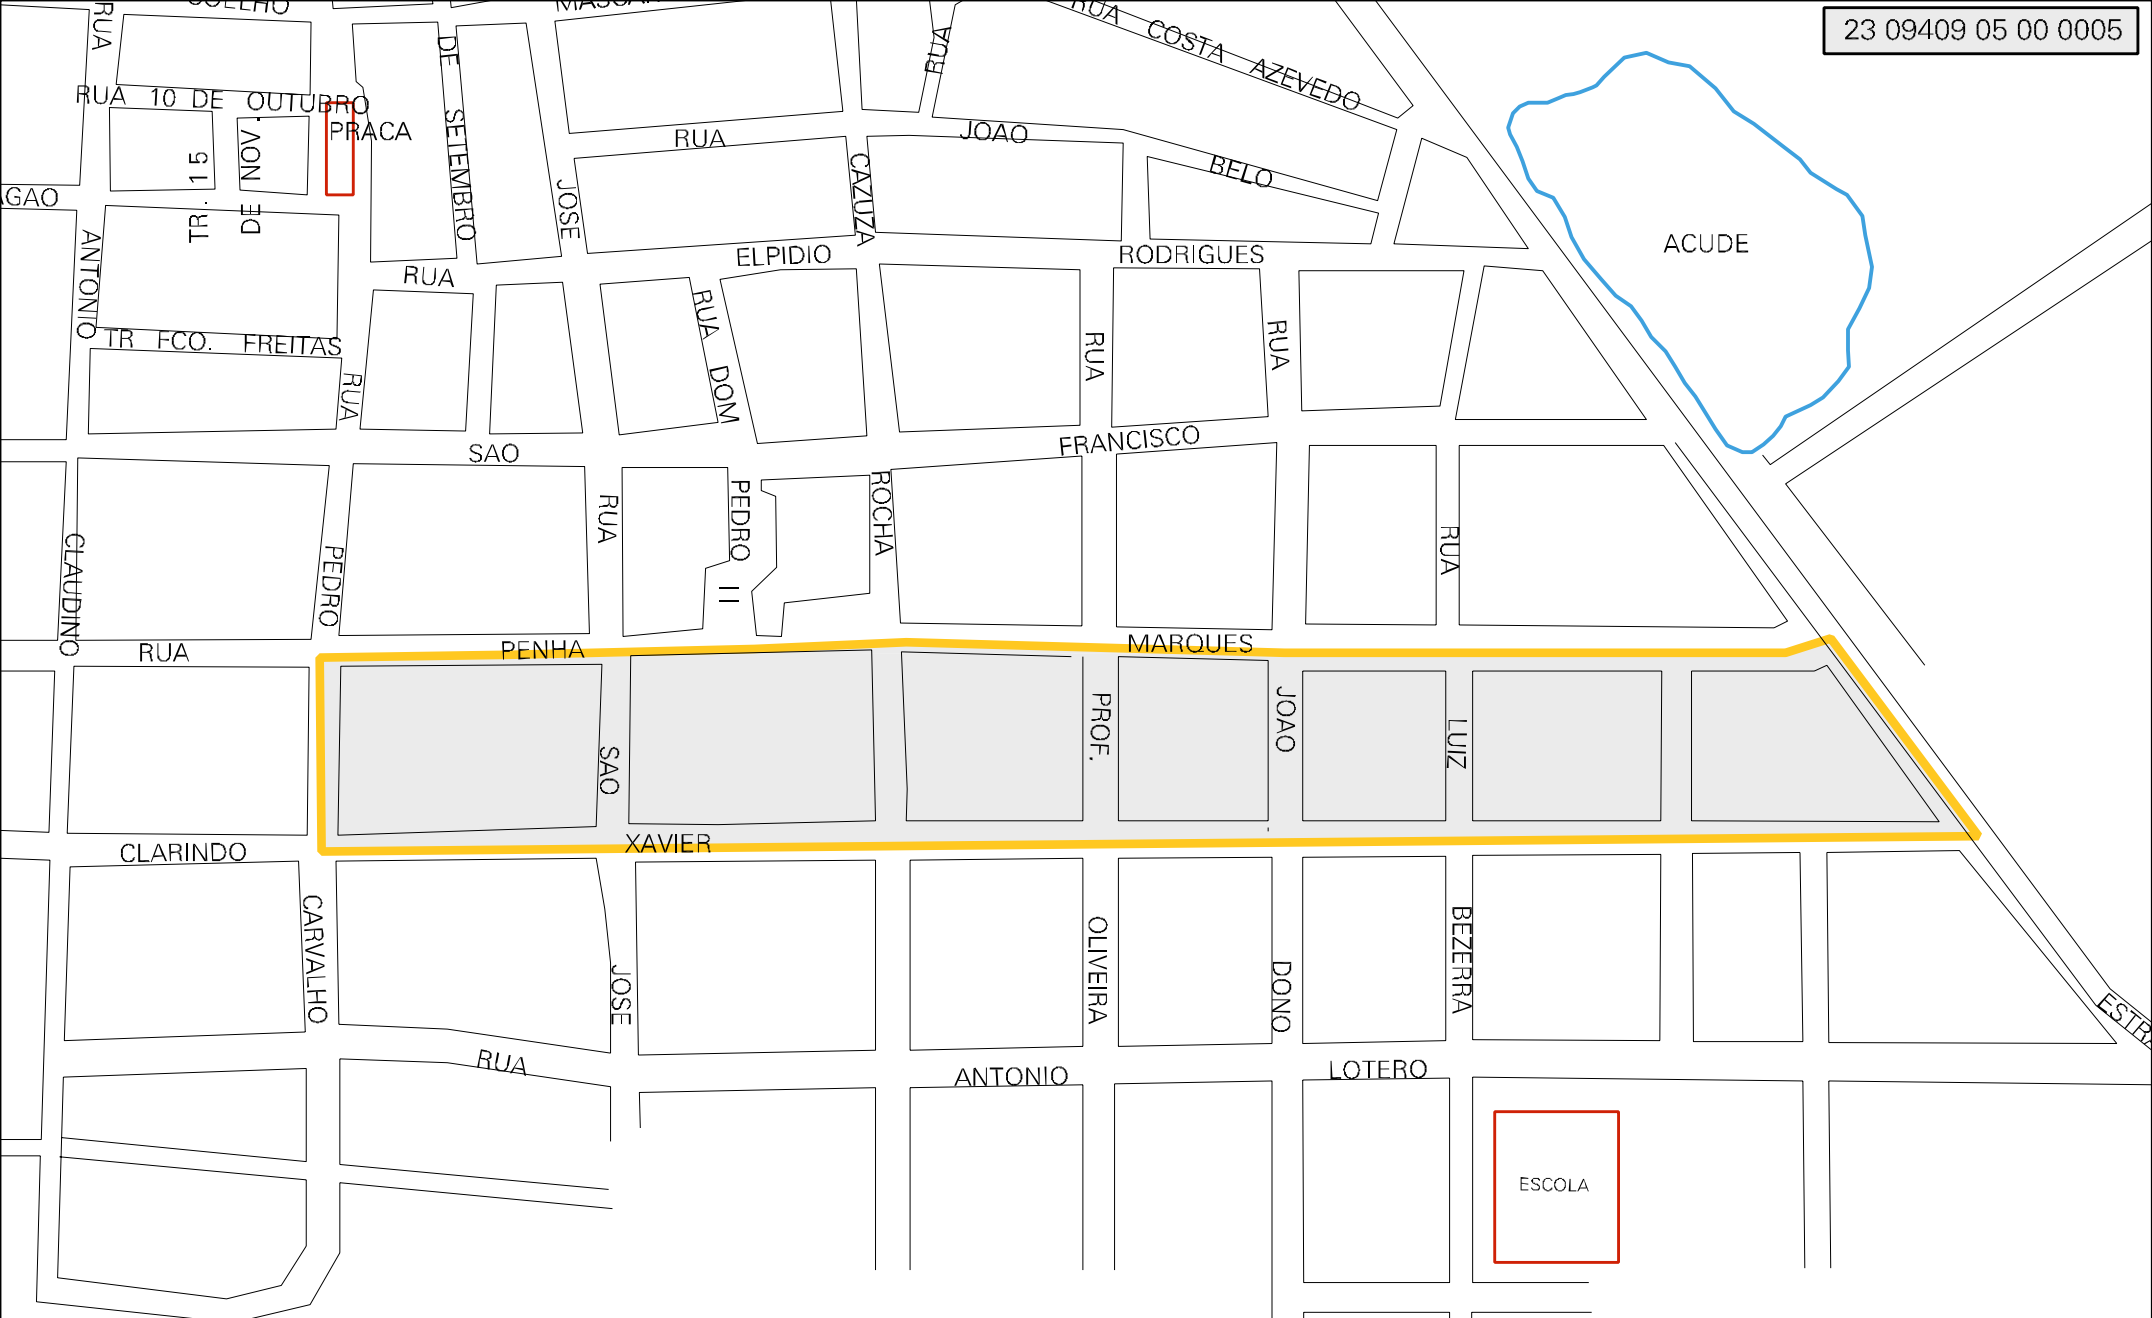 23 09409 05 00 0005
RUA
COELHO
DE
SETEMBRO
RUA
RUA COSTA AZEVEDO
RUA 10 DE OUTUBRO
PRACA
TR. 15
DE NOV.
RUA JOAO BELO
JOSE
CAZUZA
ACUDE
ANTONIO
RUA ELPIDIO RODRIGUES
TR FCO. FREITAS
RUA
RUA DOM
RUA
RUA
SAO FRANCISCO
CLAUDINO
PEDRO
RUA
PEDRO
II
ROCHA
RUA
RUA PENHA MARQUES
SAO
PROF.
JOAO
LUIZ
CLARINDO XAVIER
CARVALHO
JOSE
OLIVEIRA
DONO
BEZERRA
RUA ANTONIO LOTERO
ESCOLA